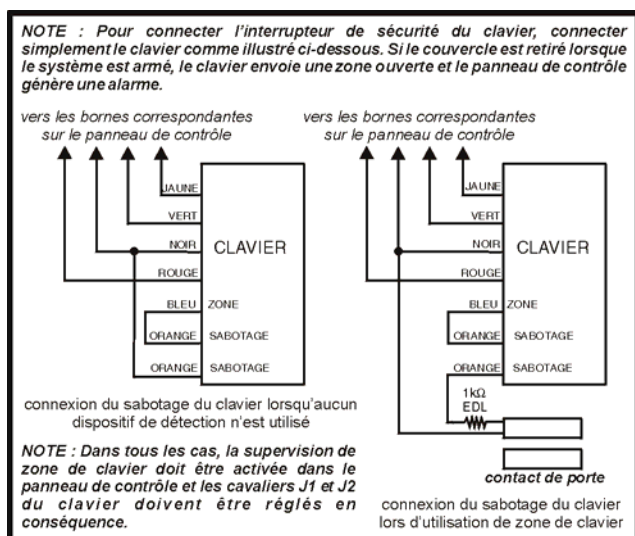 NOTE : Pour connecter l'interrupteur de sécurité du clavier, connecter
simplement le clavier comme illustré ci-dessous. Si le couvercle est retiré lorsque
le système est armé, le clavier envoie une zone ouverte et le panneau de contrôle
génère une alarme.
vers les bornes correspondantes
sur le panneau de contrôle
JAUNE
VERT
NOIR
CLAVIER
ROUGE
BLEU
ZONE
ORANGE
SABOTAGE
ORANGE
SABOTAGE
connexion du sabotage du clavier lorsqu'aucun
dispositif de détection n'est utilisé
NOTE : Dans tous les cas, la supervision de
zone de clavier doit être activée dans le
panneau de contrôle et les cavaliers J1 et J2
du clavier doivent être réglés en
conséquence.
vers les bornes correspondantes
sur le panneau de contrôle
JAUNE
VERT
NOIR
CLAVIER
ROUGE
BLEU
ZONE
ORANGE
SABOTAGE
ORANGE
SABOTAGE
1kΩ
EDL
contact de porte
connexion du sabotage du clavier
lors d'utilisation de zone de clavier